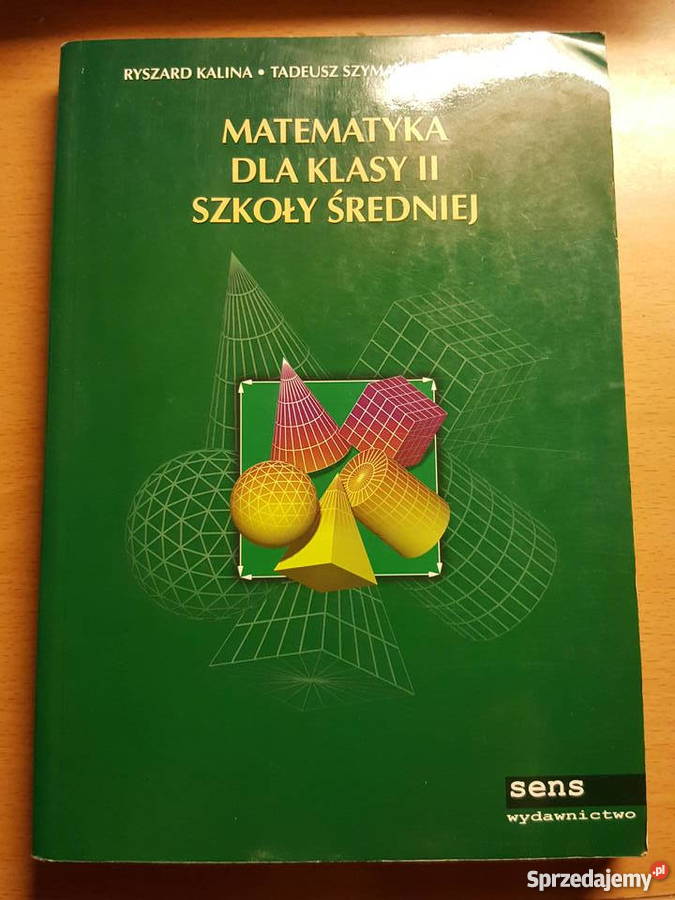 RYSZARD KALINA • TADEUSZ
MATEMATYKA
DLA KLASY II
SZKOŁY ŚREDNIEJ
sens
wydawnictwo
Sprzedajemy.pl